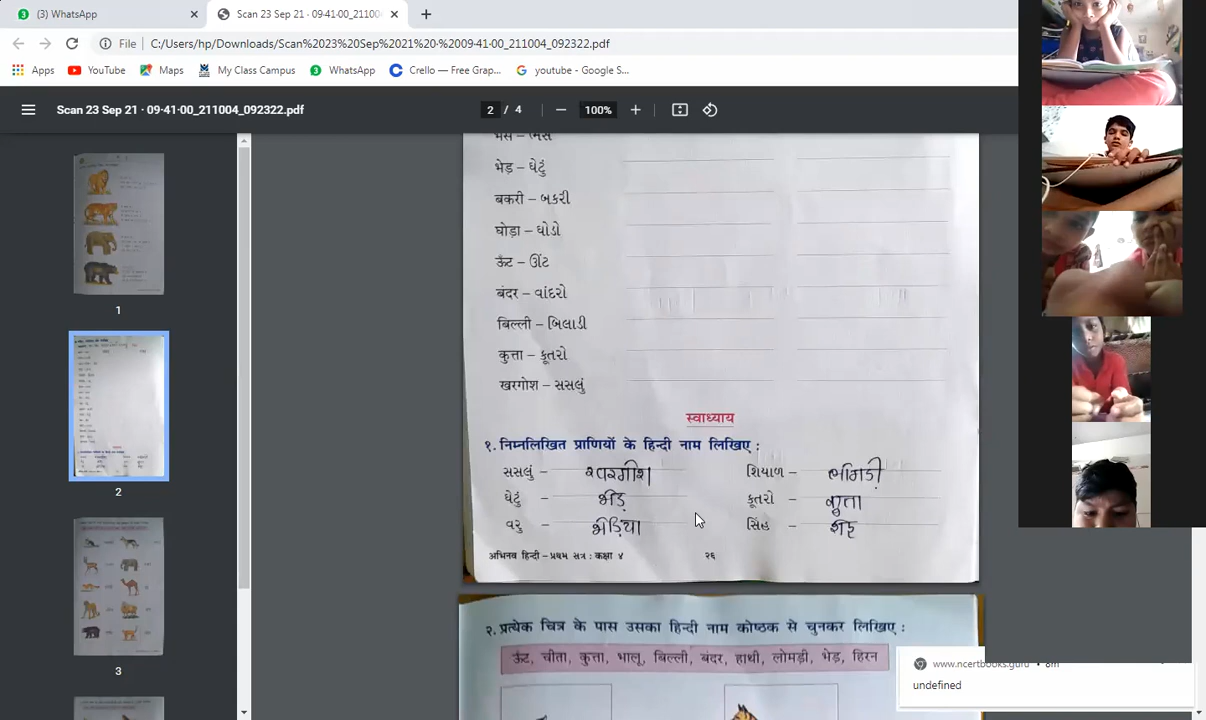 (3) WhatsApp
Scan 23 Sep 21 · 09·41·00_211004
File C:/Users/hp/Downloads/Scan%2023%20Sep%2021%20·%2009·41·00_211004_092322.pdf
Apps YouTube Maps My Class Campus WhatsApp Crello — Free Grap... youtube - Google S...
Scan 23 Sep 21 · 09·41·00_211004_092322.pdf 2 / 4 100%
1
2
3
भेड़ – ઘેટું
बकरी – બકરી
घोड़ा – ઘોડો
ऊँट – ઊંટ
बंदर – વાંદરો
बिल्ली – બિલાડી
कुत्ता – કૂતરો
खरगोश – સસલું
स्वाध्याय
१. निम्नलिखित प्राणियों के हिन्दी नाम लिखिए :
સસલું – શિયાળ –
ઘેટું – भेड़ કૂતરો – कुत्ता
વરુ – भेड़िया સિંહ –
अभिनव हिन्दी – प्रथम सत्र : कक्षा ४ २६
२. प्रत्येक चित्र के पास उसका हिन्दी नाम कोष्ठक से चुनकर लिखिए :
ऊँट, चीता, कुत्ता, भालू, बिल्ली, बंदर, हाथी, लोमड़ी, भेड़, हिरन
www.ncertbooks.guru • 8m
undefined